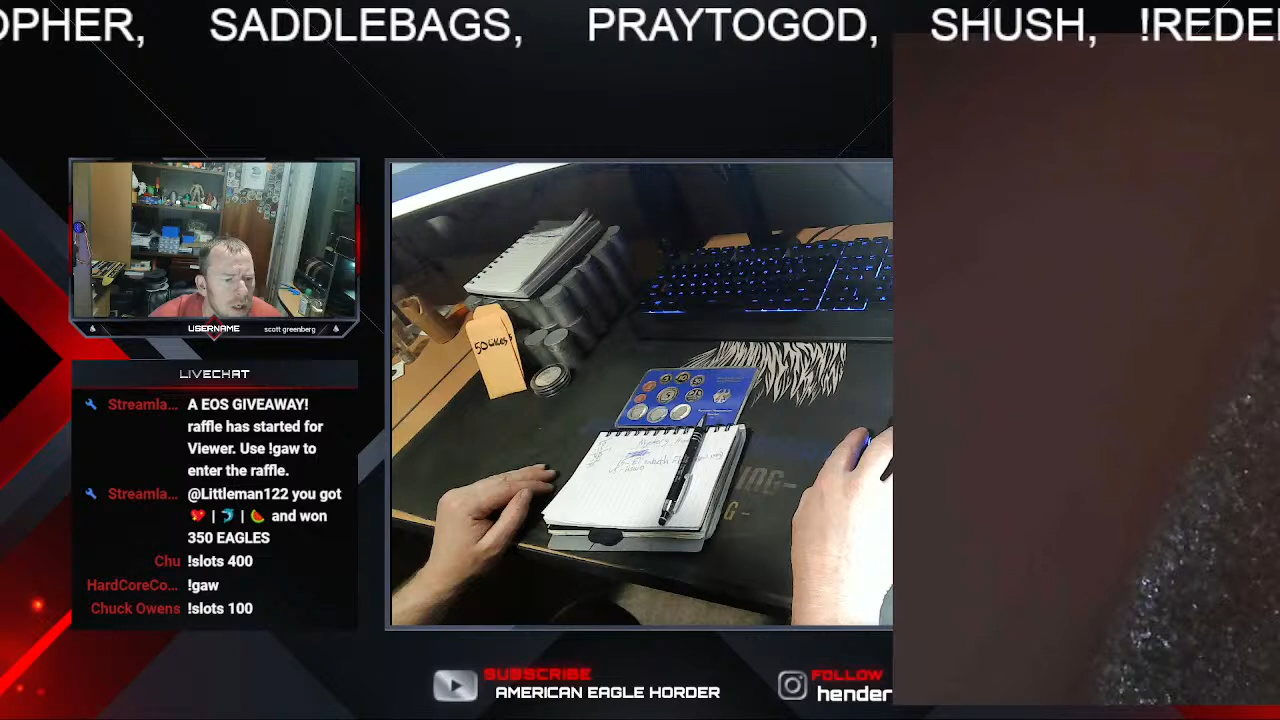 OPHER, SADDLEBAGS, PRAYTOGOD, SHUSH, !REDE
USERNAME
scott greenberg
LIVECHAT
Streamla... A EOS GIVEAWAY!
raffle has started for
Viewer. Use !gaw to
enter the raffle.
Streamla... @Littleman122 you got
💖 | 🐬 | 🍉 and won
350 EAGLES
Chu !slots 400
HardCoreCo... !gaw
Chuck Owens !slots 100
SUBSCRIBE
AMERICAN EAGLE HORDER
FOLLOW
hender